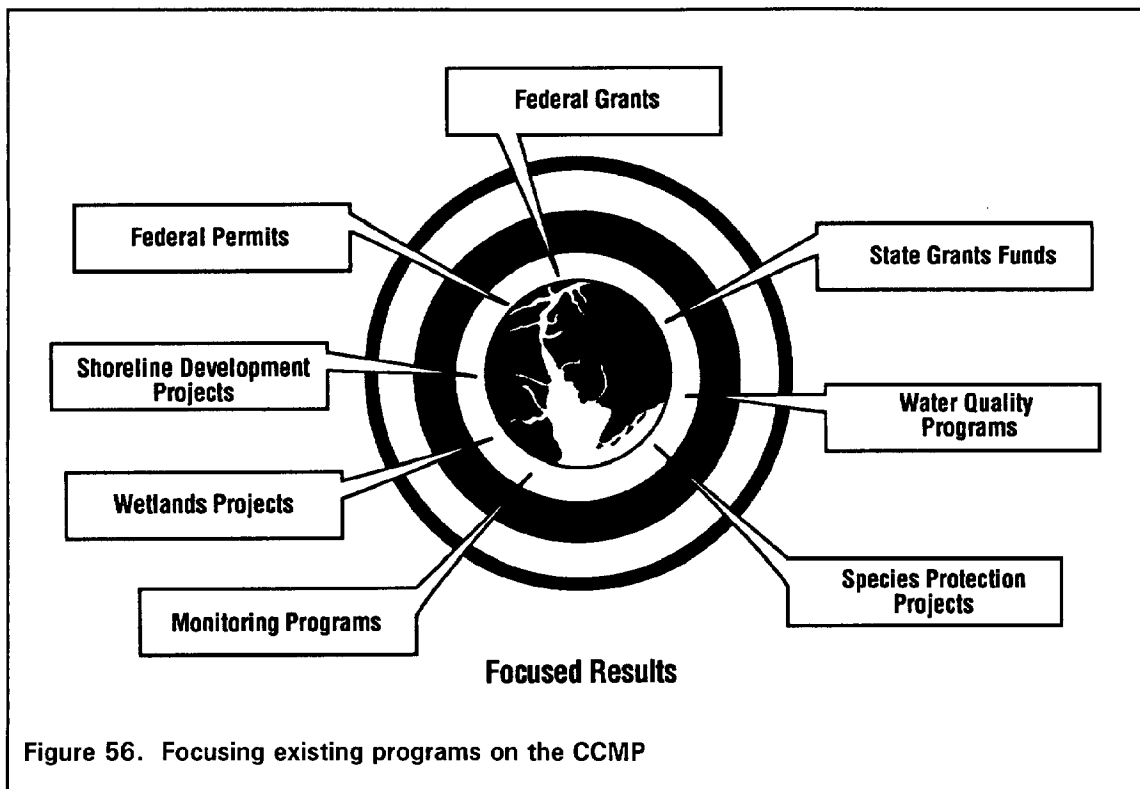 Federal Grants
Federal Permits
State Grants Funds
Shoreline Development
Projects
Water Quality
Programs
Wetlands Projects
Species Protection
Projects
Monitoring Programs
Focused Results
Figure 56. Focusing existing programs on the CCMP